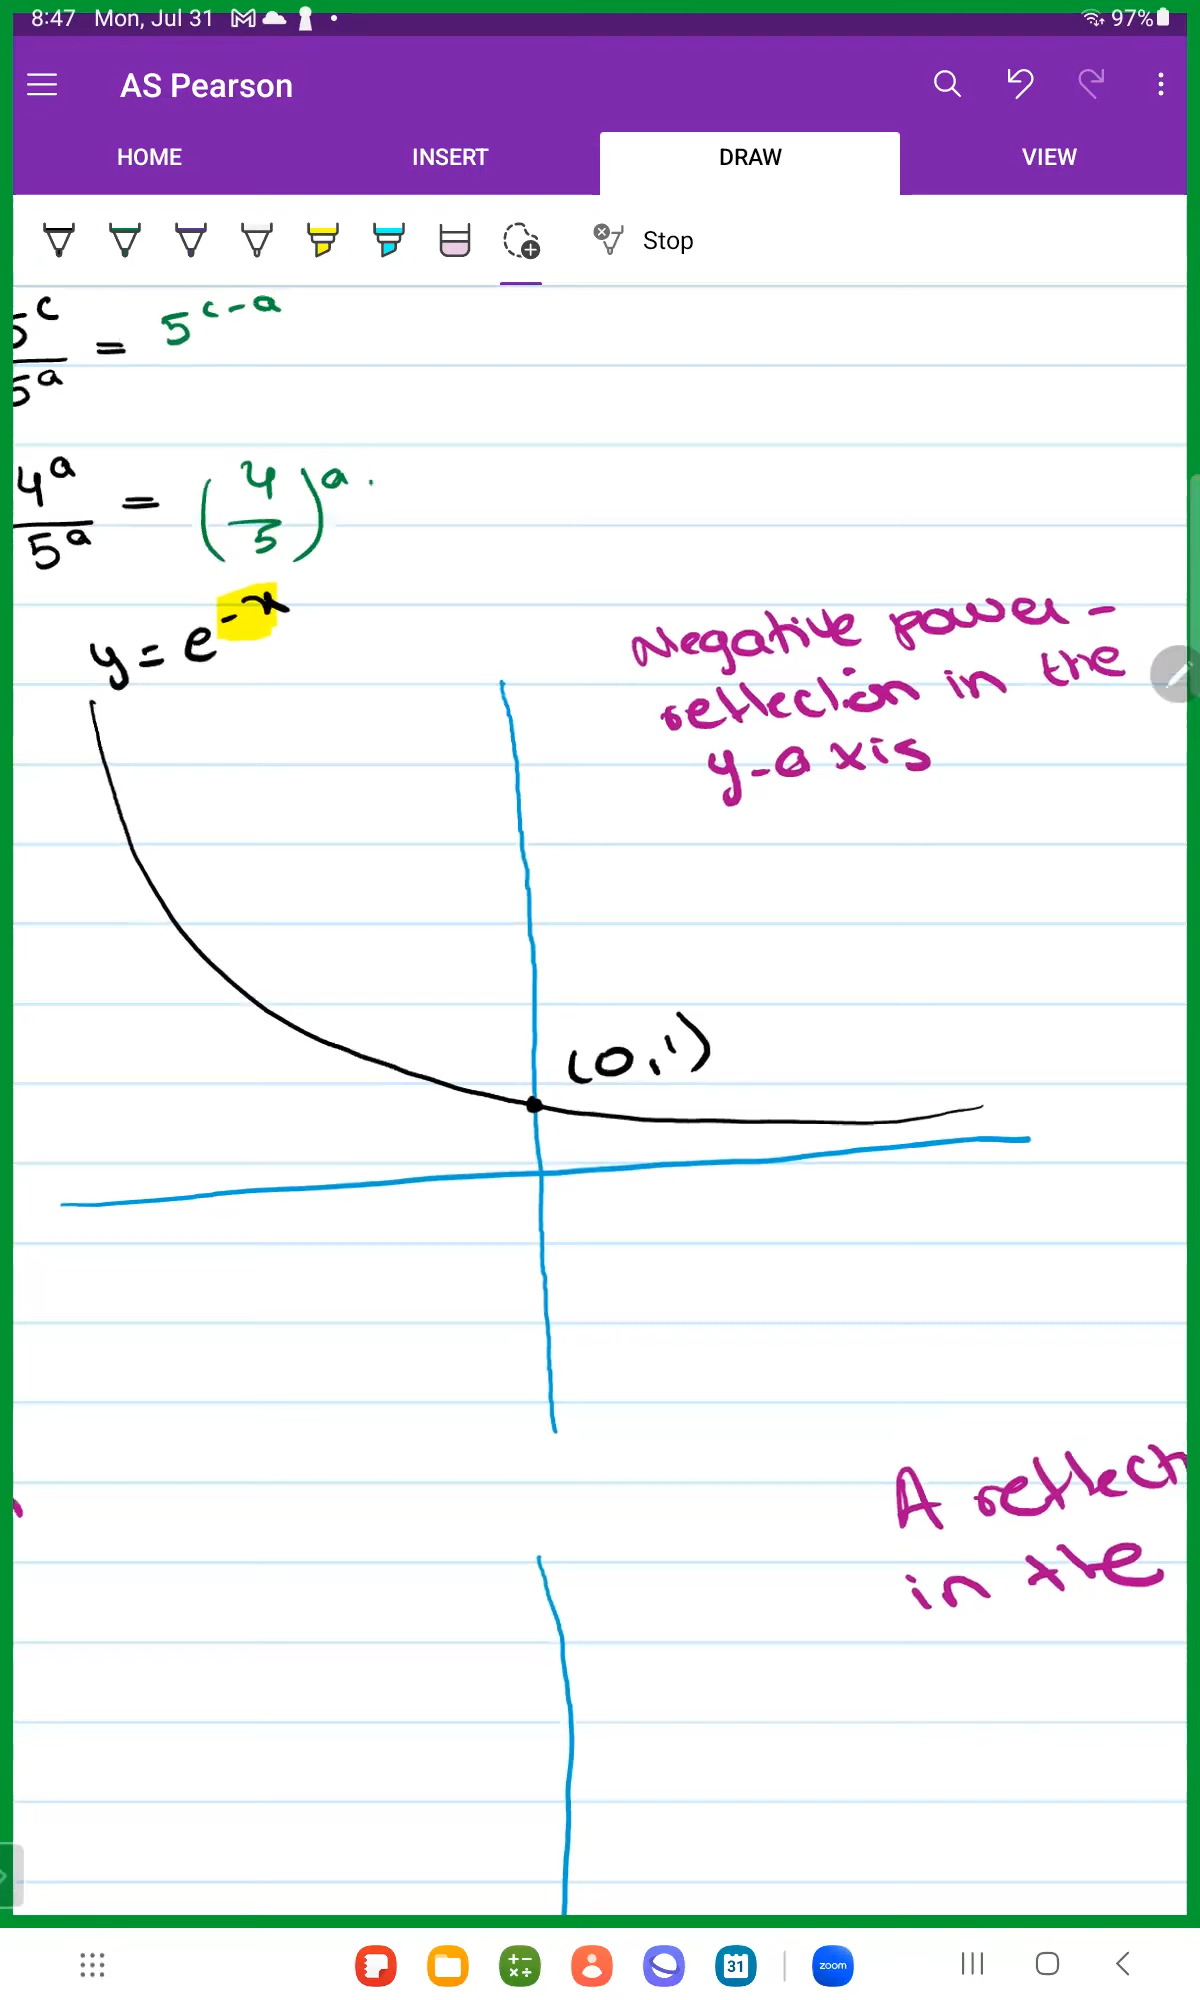 8:47 Mon, Jul 31 97%
AS Pearson
HOME INSERT DRAW VIEW
Stop
5^c / 5^a = 5^(c-a)
4^a / 5^a = (4/5)^a .
y = e^-x
Negative power -
reflection in the
y-axis
(0,1)
A reflect
in the
31 zoom